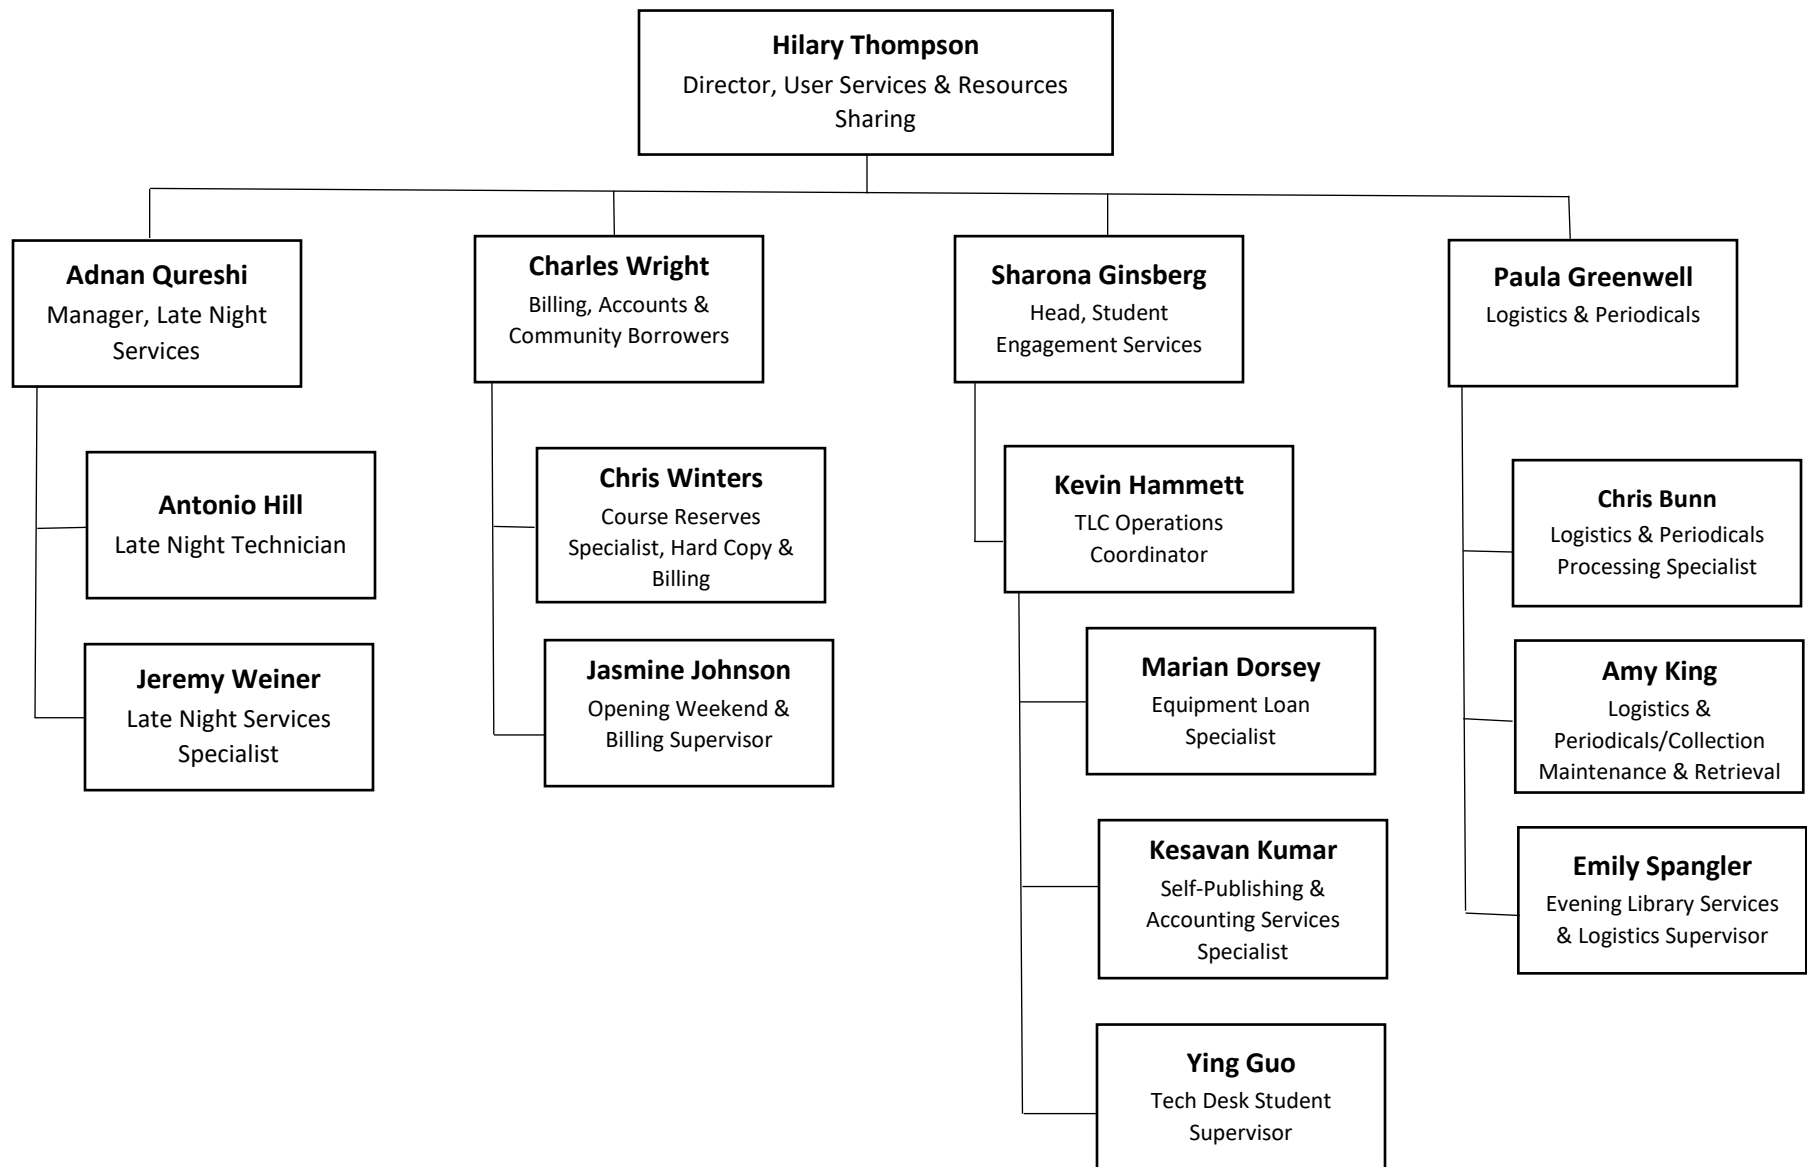 Hilary Thompson
Director, User Services & Resources
Sharing
Adnan Qureshi
Manager, Late Night
Services
Antonio Hill
Late Night Technician
Jeremy Weiner
Late Night Services
Specialist
Charles Wright
Billing, Accounts &
Community Borrowers
Chris Winters
Course Reserves
Specialist, Hard Copy &
Billing
Jasmine Johnson
Opening Weekend &
Billing Supervisor
Sharona Ginsberg
Head, Student
Engagement Services
Kevin Hammett
TLC Operations
Coordinator
Marian Dorsey
Equipment Loan
Specialist
Kesavan Kumar
Self-Publishing &
Accounting Services
Specialist
Ying Guo
Tech Desk Student
Supervisor
Paula Greenwell
Logistics & Periodicals
Chris Bunn
Logistics & Periodicals
Processing Specialist
Amy King
Logistics &
Periodicals/Collection
Maintenance & Retrieval
Emily Spangler
Evening Library Services
& Logistics Supervisor